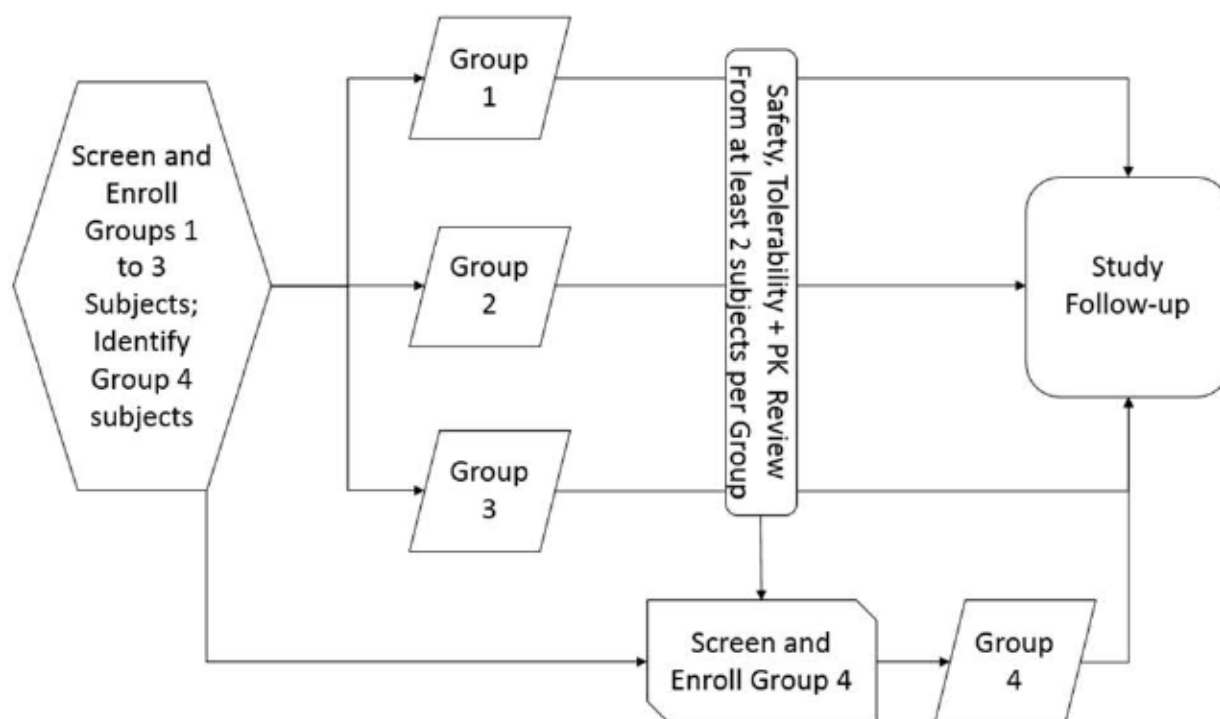 Screen and
Enroll
Groups 1
to 3
Subjects;
Identify
Group 4
subjects
Group
1
Group
2
Group
3
Safety, Tolerability + PK Review
From at least 2 subjects per Group
Study
Follow-up
Screen and
Enroll Group 4
Group
4